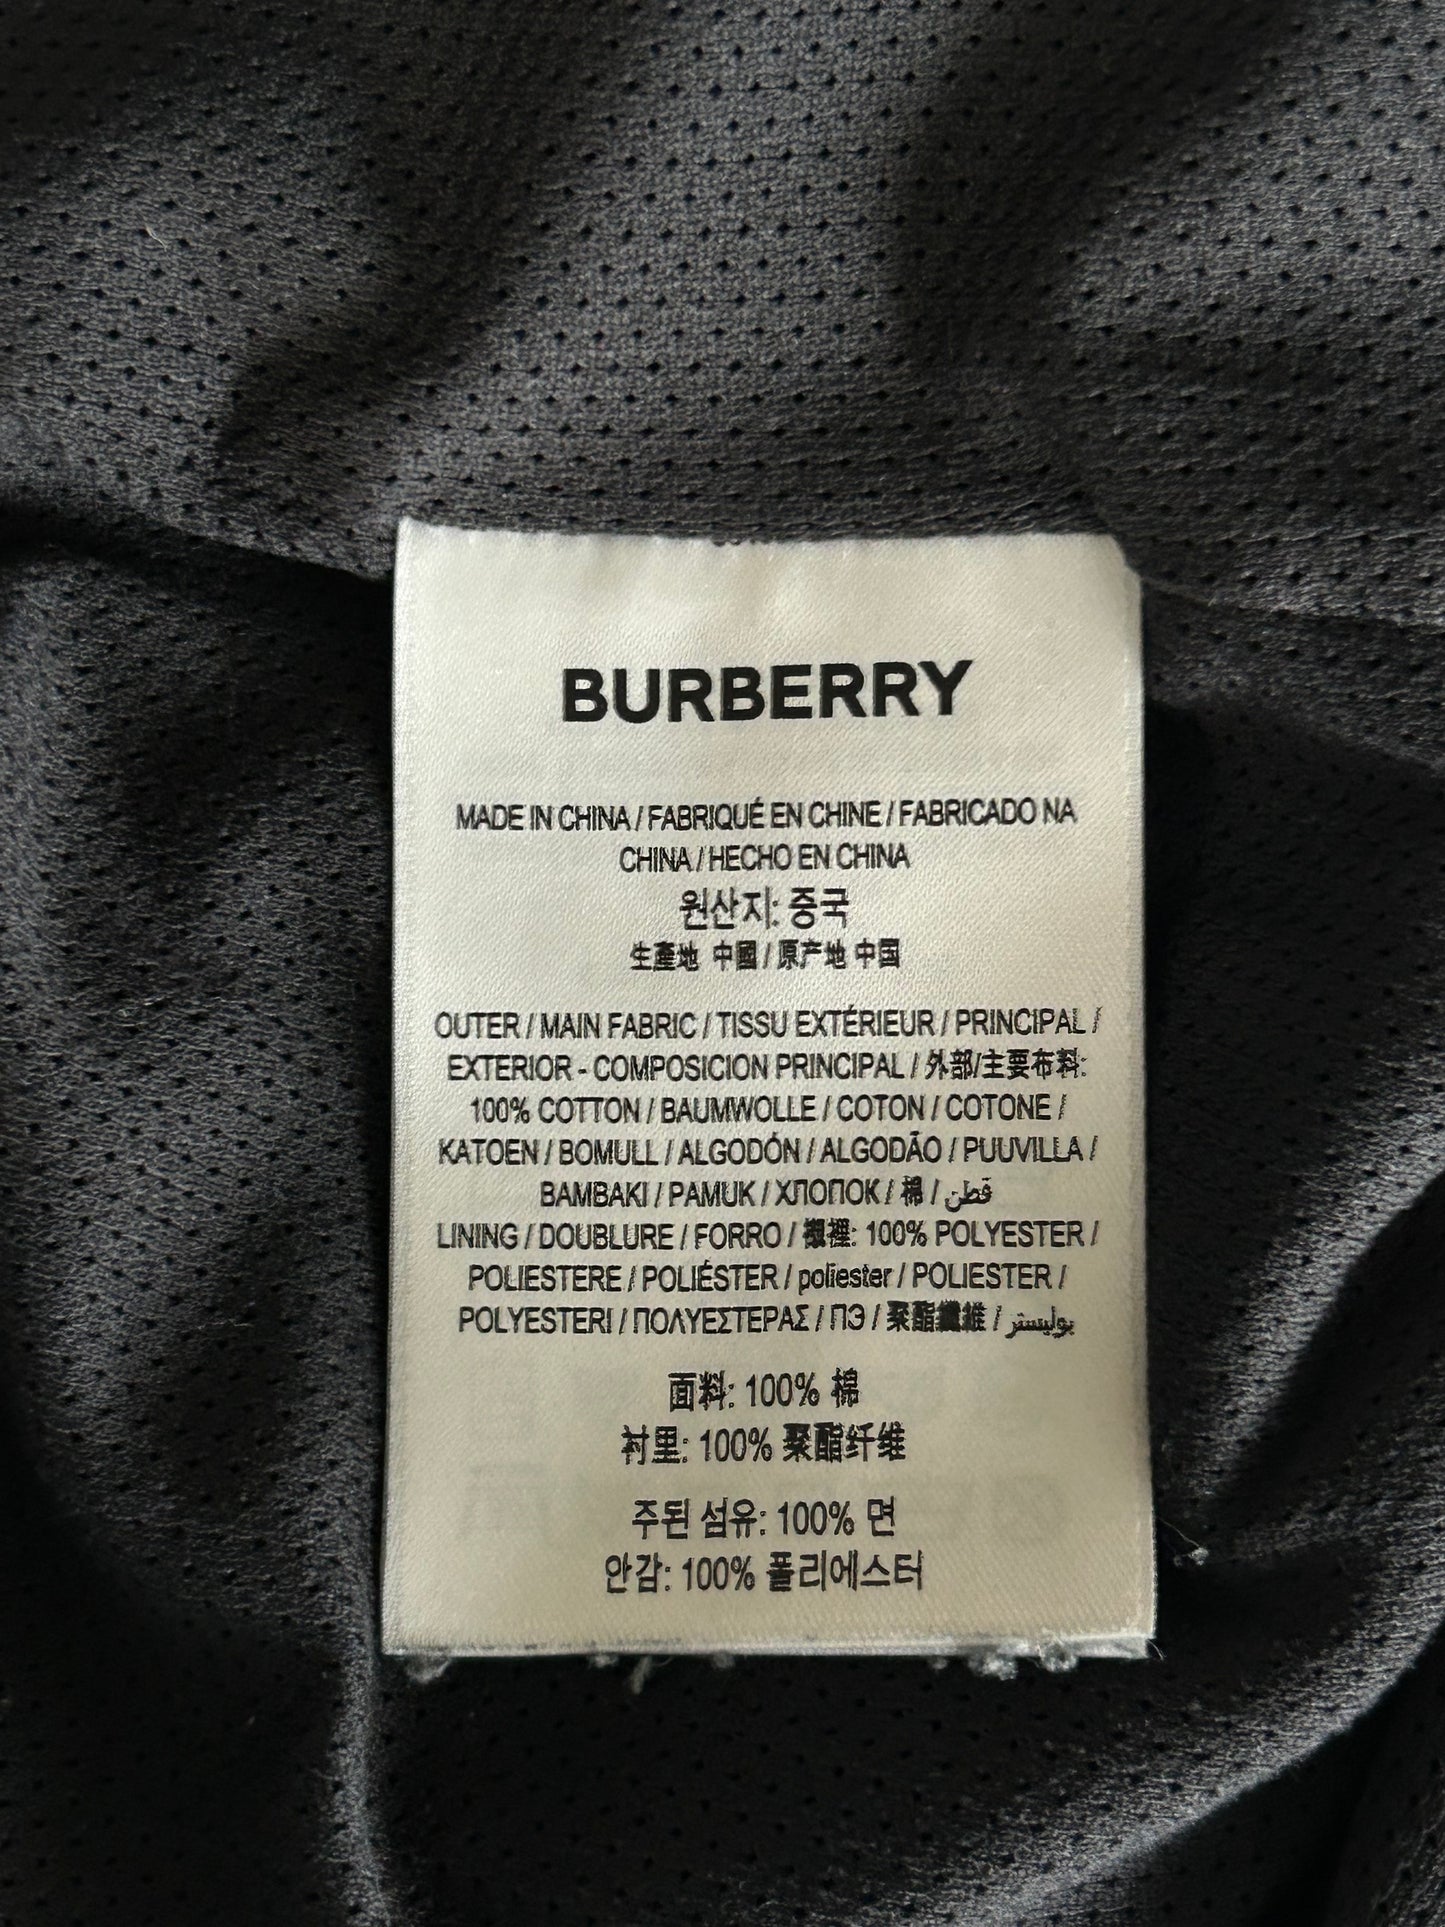 BURBERRY
MADE IN CHINA / FABRIQUÉ EN CHINE / FABRICADO NA
CHINA / HECHO EN CHINA
원산지: 중국
生產地 中國 / 原产地 中国
OUTER / MAIN FABRIC / TISSU EXTÉRIEUR / PRINCIPAL /
EXTERIOR - COMPOSICION PRINCIPAL / 外部/主要布料:
100% COTTON / BAUMWOLLE / COTON / COTONE /
KATOEN / BOMULL / ALGODÓN / ALGODÃO / PUUVILLA /
BAMBAKI / PAMUK / ХЛОПОК / 棉 / قطن
LINING / DOUBLURE / FORRO / 襯裡: 100% POLYESTER /
POLIESTERE / POLIÉSTER / poliester / POLIESTER /
POLYESTERI / ΠΟΛΥΕΣΤΕΡΑΣ / ПЭ / 聚酯纖維 / بوليستر
面料: 100% 棉
衬里: 100% 聚酯纤维
주된 섬유: 100% 면
안감: 100% 폴리에스터